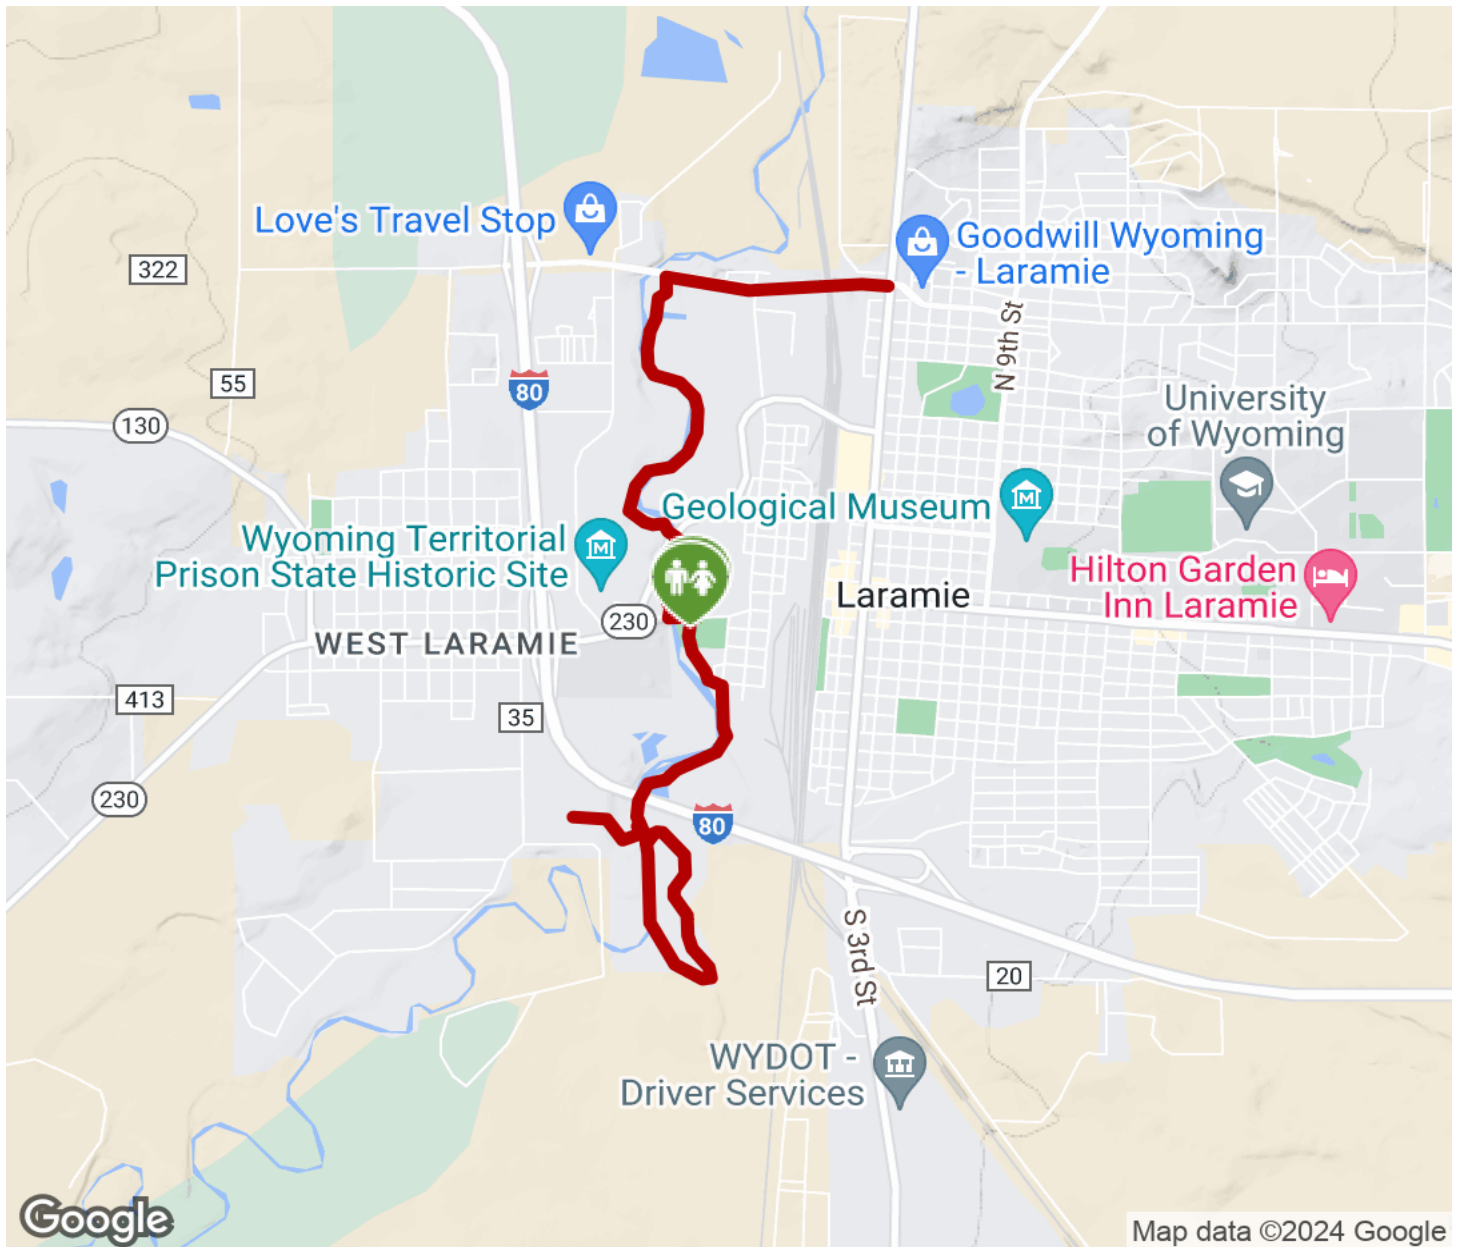 Love's Travel Stop
Goodwill Wyoming
- Laramie
322
N 9th St
55
80
130
University
of Wyoming
Geological Museum
Wyoming Territorial
Prison State Historic Site
Hilton Garden
Inn Laramie
Laramie
230
WEST LARAMIE
413
35
230
80
S 3rd St
20
WYDOT -
Driver Services
Google
Map data ©2024 Google